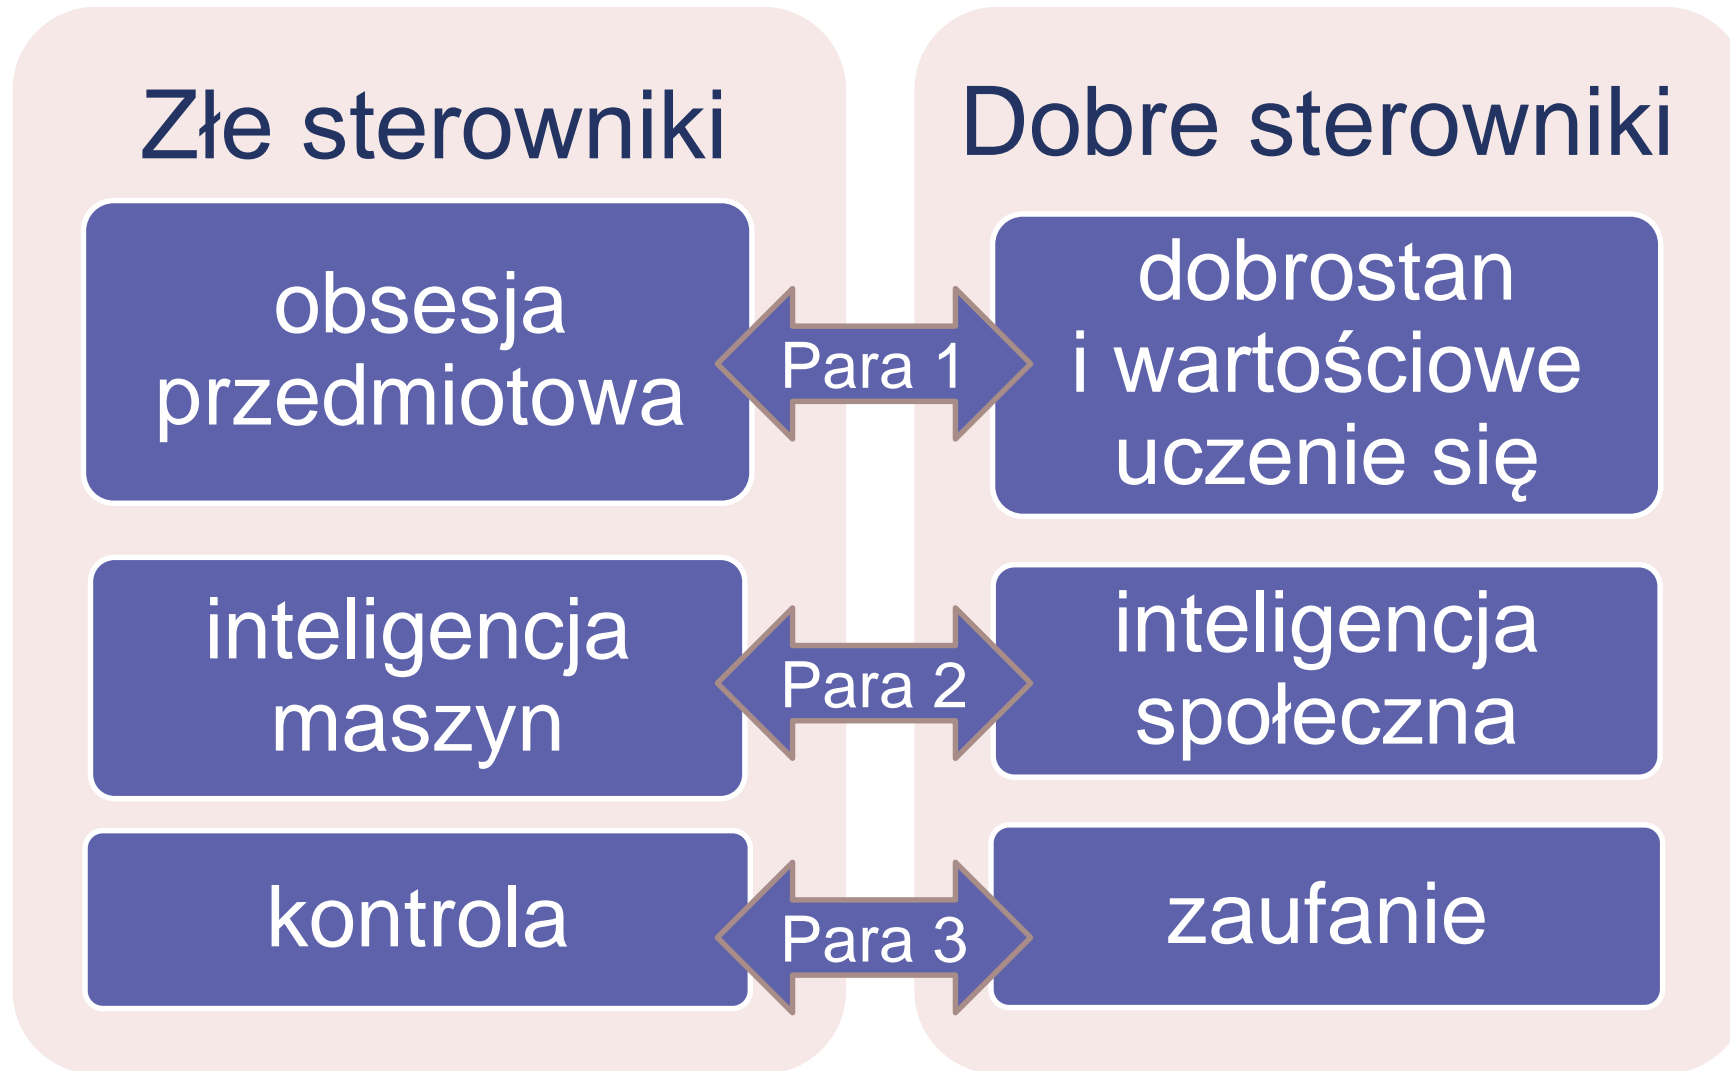 Złe sterowniki
obsesja
przedmiotowa
inteligencja
maszyn
kontrola
Para 1
Para 2
Para 3
Dobre sterowniki
dobrostan
i wartościowe
uczenie się
inteligencja
społeczna
zaufanie